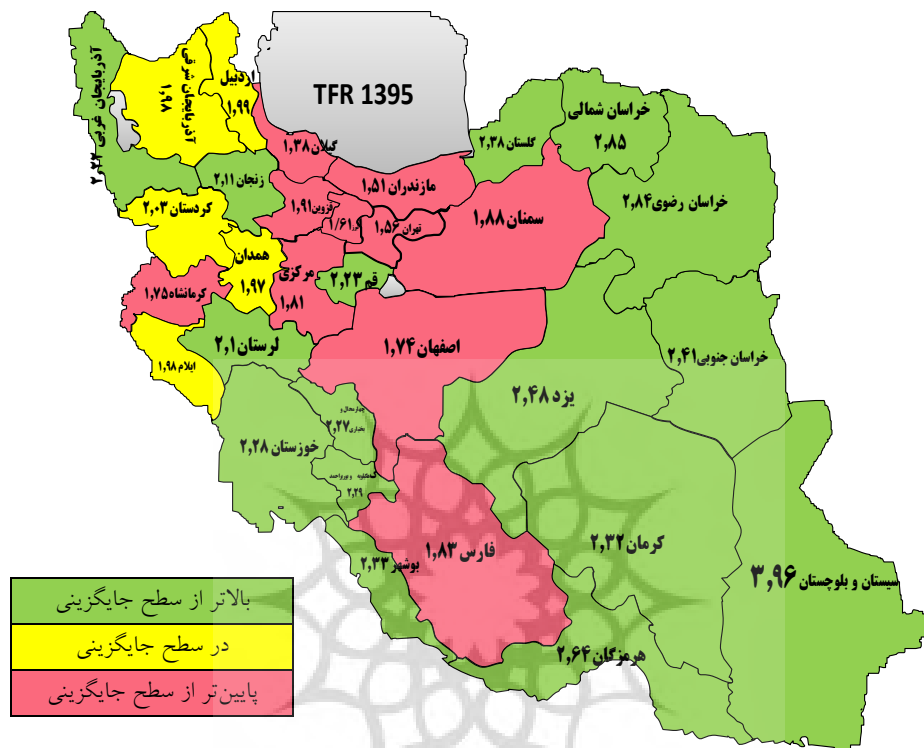 TFR 1395
آذربایجان غربی ۲٫۲۲
آذربایجان شرقی
۱٫۹۸
اردبیل
۱٫۹۹
گیلان ۱٫۳۸
مازندران ۱٫۵۱
گلستان ۲٫۳۸
خراسان شمالی
۲٫۸۵
خراسان رضوی ۲٫۸۴
سمنان
۱٫۸۸
تهران ۱٫۵۶
۱/۶۱
قزوین ۱٫۹۱
زنجان
۲٫۱۱
کردستان ۲٫۰۳
همدان
۱٫۹۷
مرکزی
۱٫۸۱
قم ۲٫۲۳
کرمانشاه ۱٫۷۵
لرستان ۲٫۱
ایلام ۱٫۹۸
اصفهان
۱٫۷۴
یزد ۲٫۴۸
خراسان جنوبی ۲٫۴۱
چهارمحال و
بختیاری ۲٫۲۷
خوزستان ۲٫۲۸
کهگیلویه و بویراحمد
۲٫۲۹
فارس ۱٫۸۳
بوشهر ۲٫۳۳
کرمان ۲٫۳۲
سیستان و بلوچستان ۳٫۹۶
هرمزگان ۲٫۶۴
بالاتر از سطح جایگزینی
در سطح جایگزینی
پایین‌تر از سطح جایگزینی